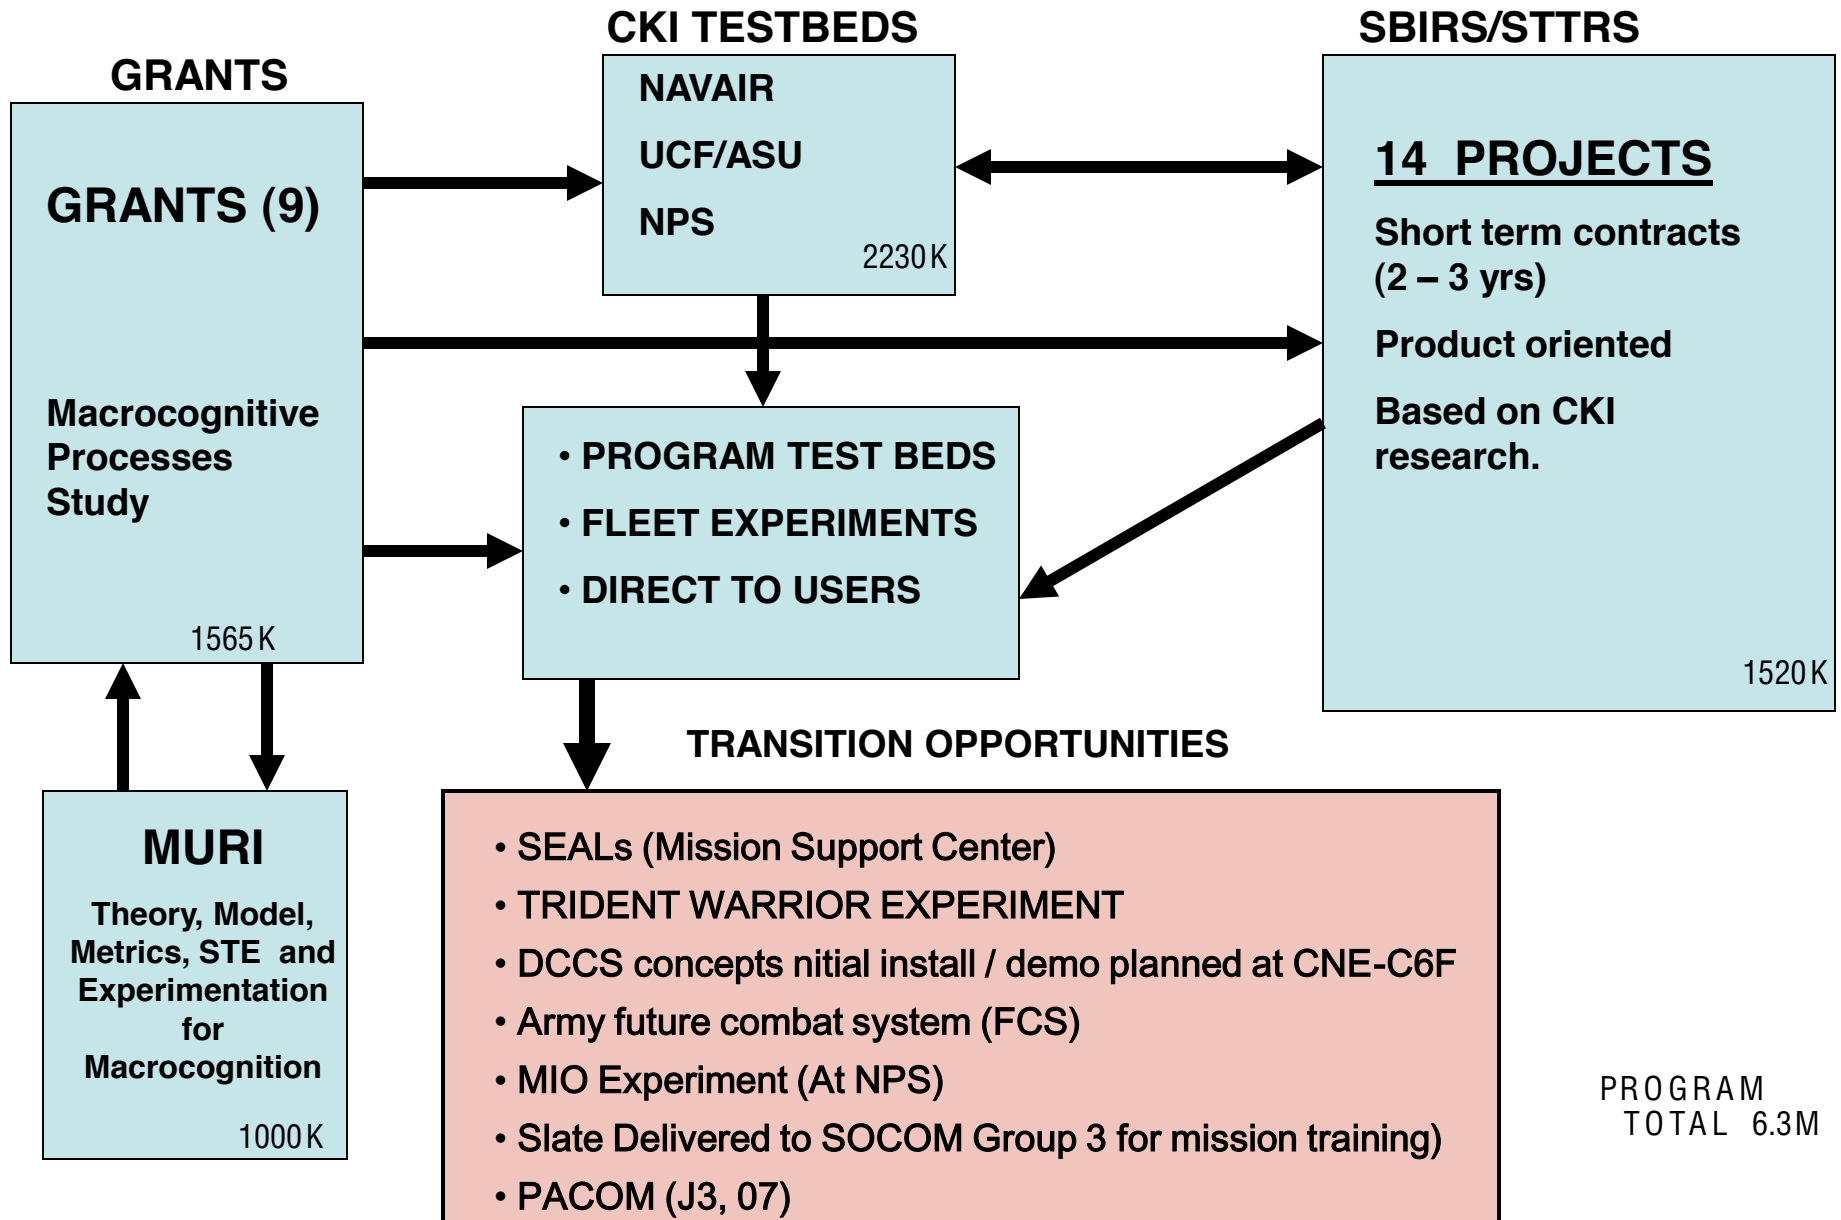 GRANTS
GRANTS (9)
Macrocognitive
Processes
Study
1565 K
MURI
Theory, Model,
Metrics, STE and
Experimentation
for
Macrocognition
1000 K
CKI TESTBEDS
NAVAIR
UCF/ASU
NPS
2230 K
• PROGRAM TEST BEDS
• FLEET EXPERIMENTS
• DIRECT TO USERS
SBIRS/STTRS
14 PROJECTS
Short term contracts
(2 – 3 yrs)
Product oriented
Based on CKI
research.
1520 K
TRANSITION OPPORTUNITIES
• SEALs (Mission Support Center)
• TRIDENT WARRIOR EXPERIMENT
• DCCS concepts nitial install / demo planned at CNE-C6F
• Army future combat system (FCS)
• MIO Experiment (At NPS)
• Slate Delivered to SOCOM Group 3 for mission training)
• PACOM (J3, 07)
PROGRAM
TOTAL 6.3M